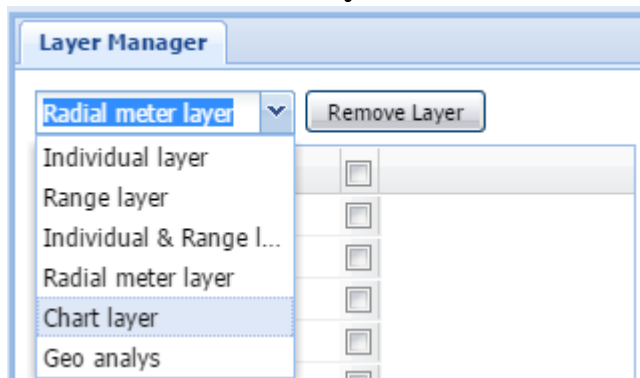 Layer Manager
Radial meter layer Remove Layer
Individual layer
Range layer
Individual & Range l...
Radial meter layer
Chart layer
Geo analys